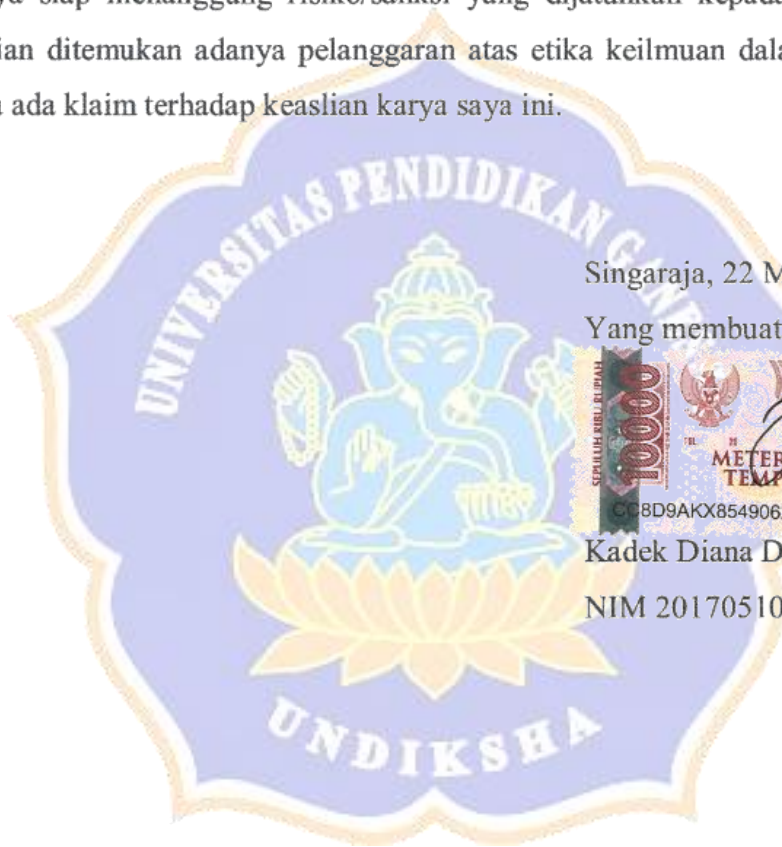 ya siap menanggung risiko/sanksi yang dijatuhkan kepada
ian ditemukan adanya pelanggaran atas etika keilmuan dala
ada klaim terhadap keaslian karya saya ini.
UNIVERSITAS PENDIDIKAN GANE
Singaraja, 22 M
Yang membuat
SEPULUH RIBU RUPIAH
10000
METER
TEMP
CC8D9AKX854906
Kadek Diana D
NIM 20170510
UNDIKSHA